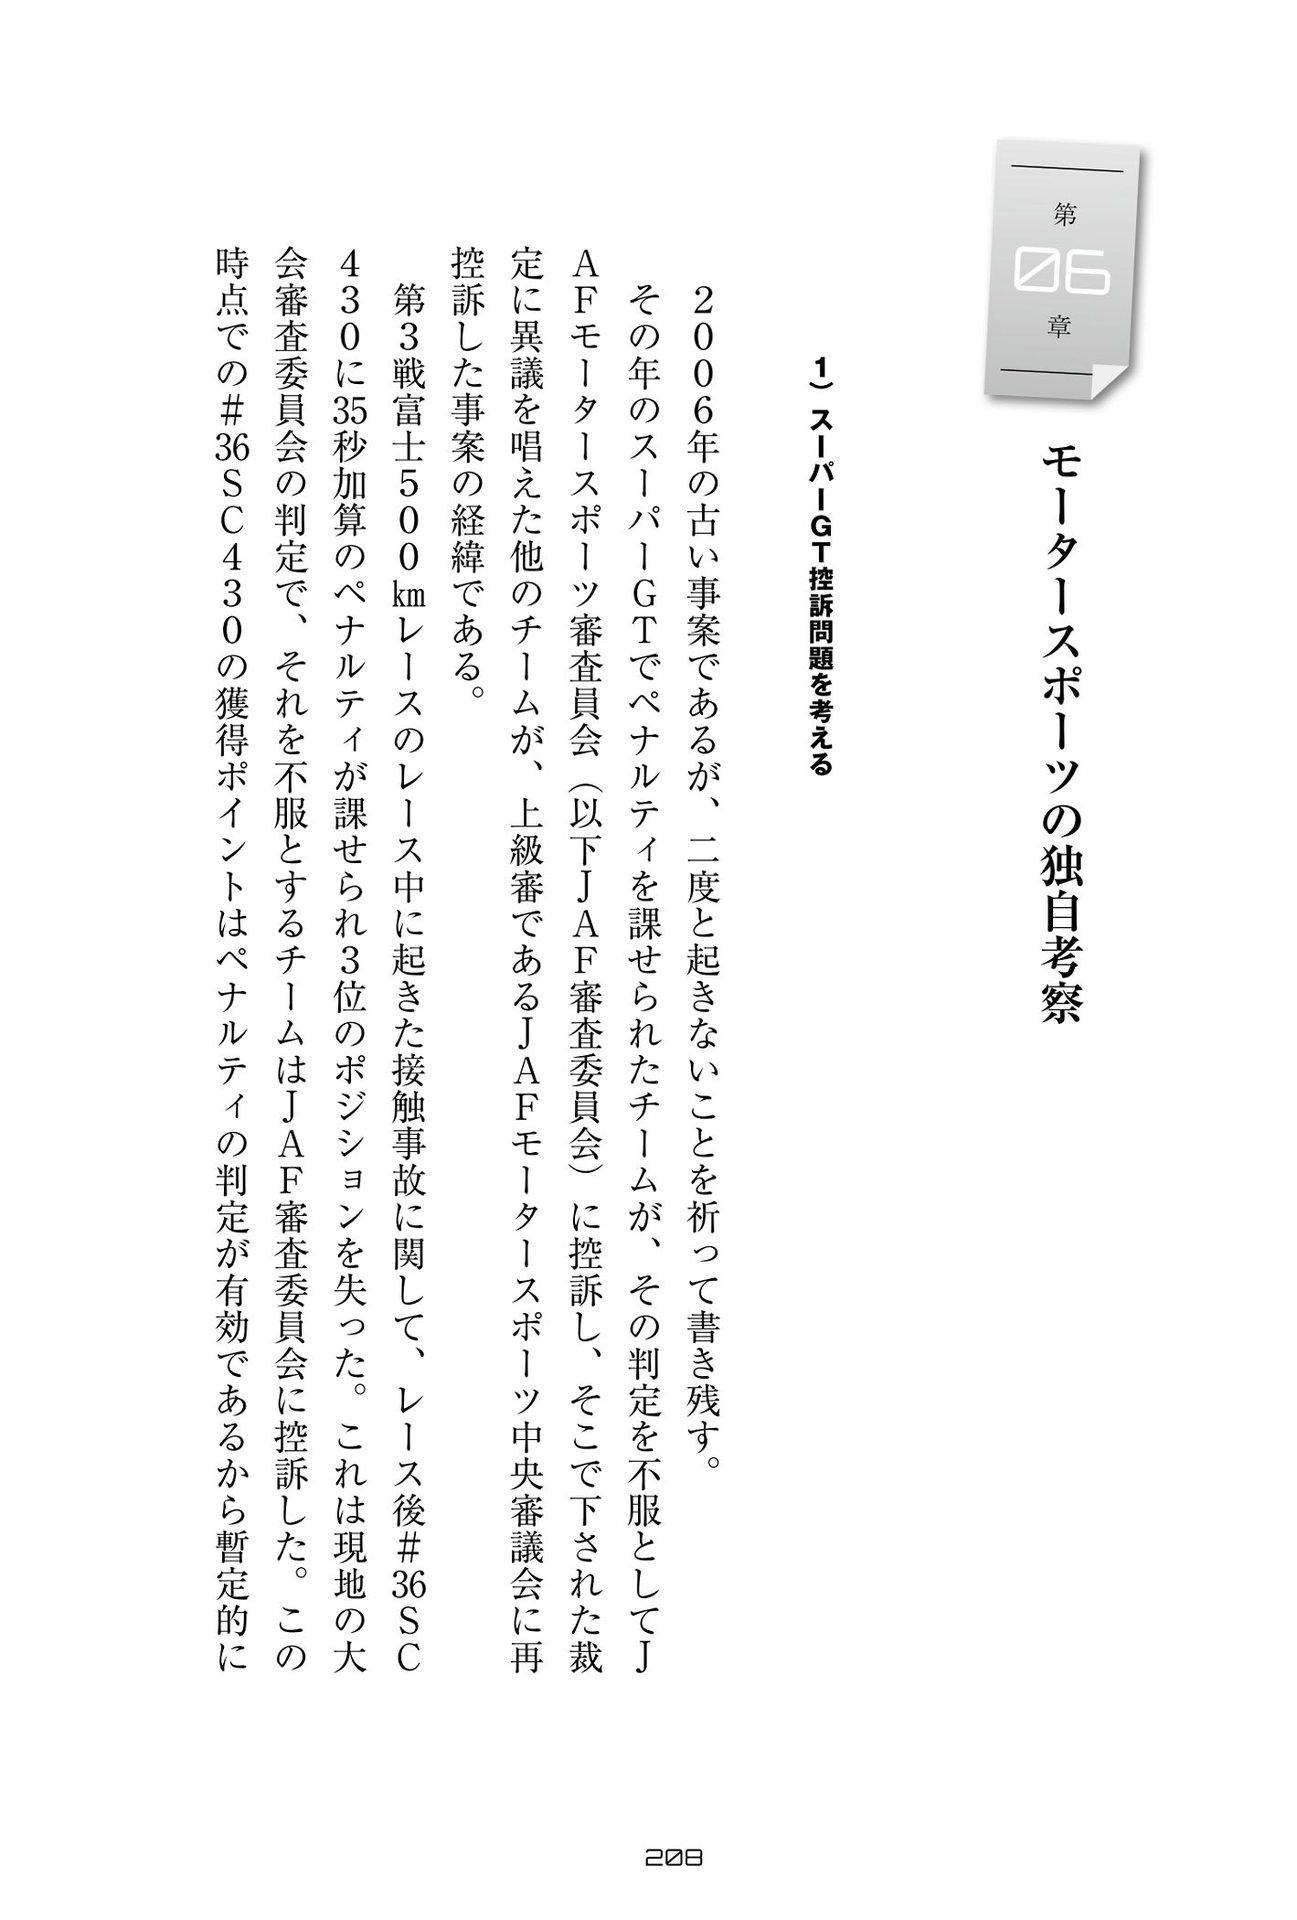 第
06
章
モータースポーツの独自考察
1）スーパーGT控訴問題を考える
２００６年の古い事案であるが、二度と起きないことを祈って書き残す。
その年のスーパーＧＴでペナルティを課せられたチームが、その判定を不服としてＪ
ＡＦモータースポーツ審査員会（以下ＪＡＦ審査委員会）に控訴し、そこで下された裁
定に異議を唱えた他のチームが、上級審であるＪＡＦモータースポーツ中央審議会に再
控訴した事案の経緯である。
第３戦富士５００㎞レースのレース中に起きた接触事故に関して、レース後＃36ＳＣ
４３０に35秒加算のペナルティが課せられ３位のポジションを失った。これは現地の大
会審査委員会の判定で、それを不服とするチームはＪＡＦ審査委員会に控訴した。この
時点での＃36ＳＣ４３０の獲得ポイントはペナルティの判定が有効であるから暫定的に
208